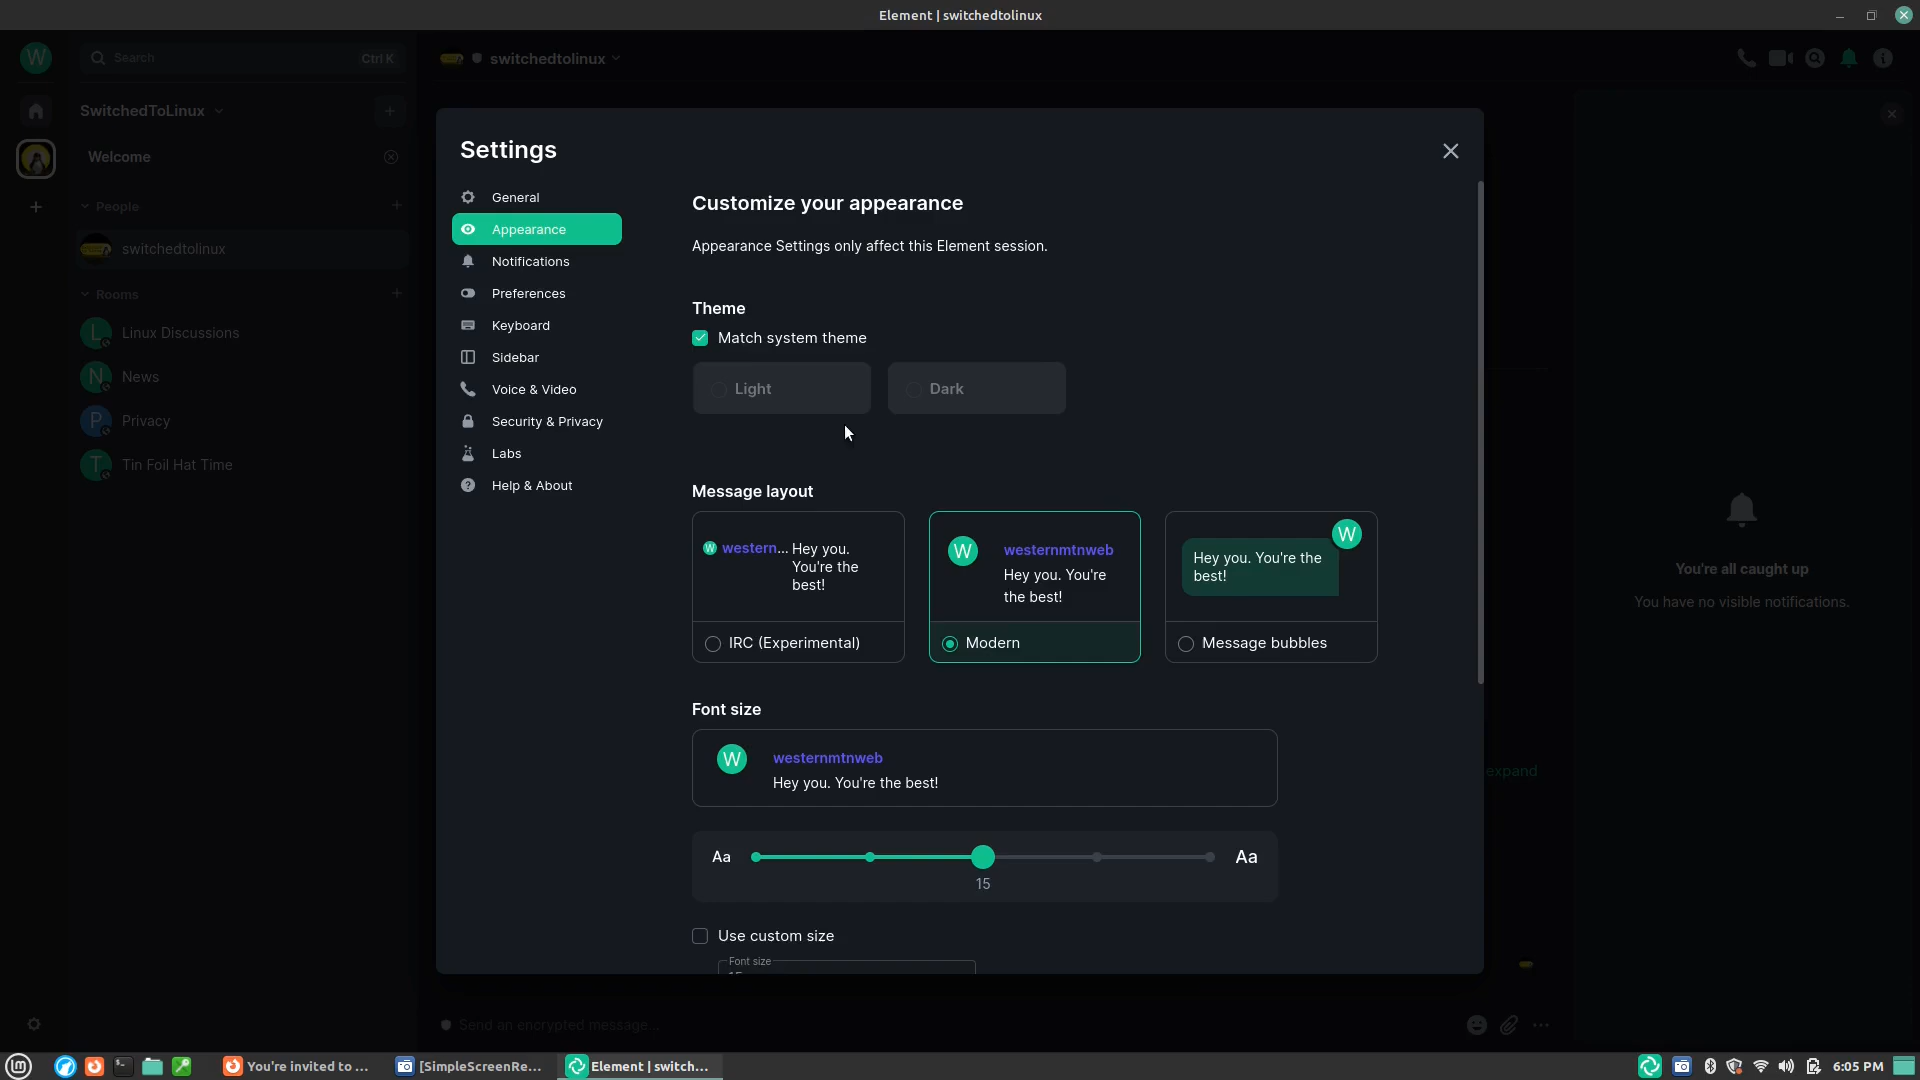 Element | switchedtolinux
W
Search
Ctrl K
switchedtolinux
SwitchedToLinux
Welcome
People
switchedtolinux
Rooms
L
Linux Discussions
N
News
P
Privacy
T
Tin Foil Hat Time
Settings
General
Appearance
Notifications
Preferences
Keyboard
Sidebar
Voice & Video
Security & Privacy
Labs
Help & About
Customize your appearance
Appearance Settings only affect this Element session.
Theme
Match system theme
Light
Dark
Message layout
W
western...
Hey you.
You're the
best!
IRC (Experimental)
W
westernmtnweb
Hey you. You're
the best!
Modern
W
Hey you. You're the
best!
Message bubbles
Font size
W
westernmtnweb
Hey you. You're the best!
Aa
Aa
15
Use custom size
Font size
You're all caught up
You have no visible notifications.
expand
Send an encrypted message...
You're invited to ...
[SimpleScreenRe...
Element | switch...
6:05 PM